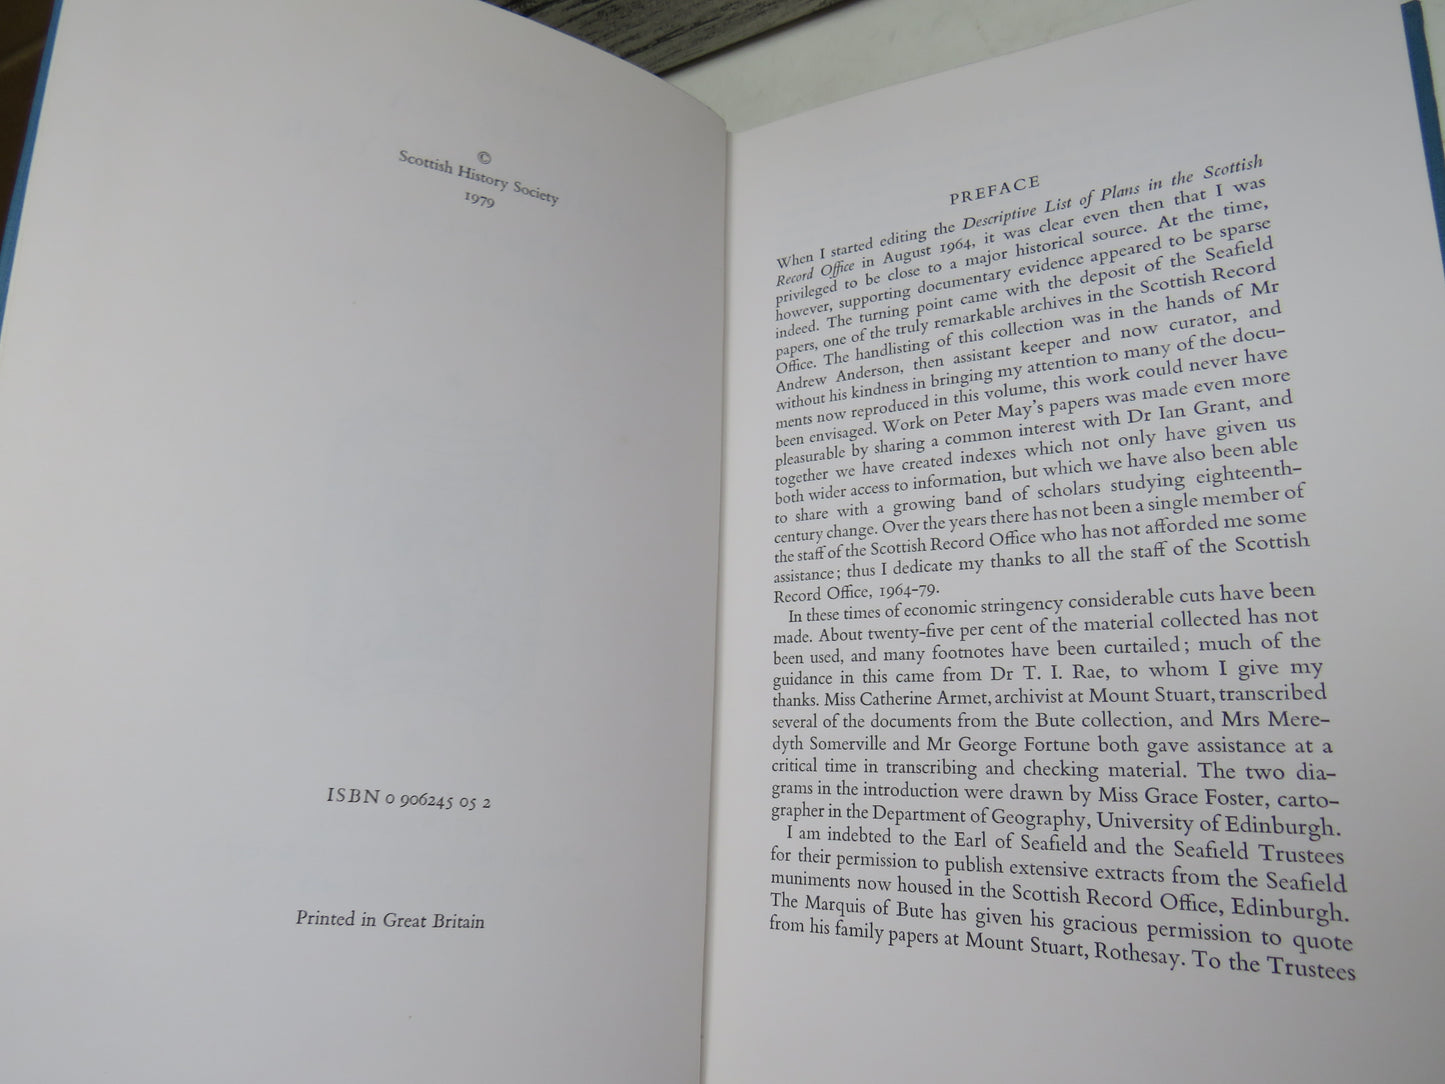 ©
Scottish History Society
1979
ISBN 0 906245 05 2
Printed in Great Britain
PREFACE
When I started editing the Descriptive List of Plans in the Scottish
Record Office in August 1964, it was clear even then that I was
privileged to be close to a major historical source. At the time,
however, supporting documentary evidence appeared to be sparse
indeed. The turning point came with the deposit of the Seafield
papers, one of the truly remarkable archives in the Scottish Record
Office. The handlisting of this collection was in the hands of Mr
Andrew Anderson, then assistant keeper and now curator, and
without his kindness in bringing my attention to many of the docu-
ments now reproduced in this volume, this work could never have
been envisaged. Work on Peter May's papers was made even more
pleasurable by sharing a common interest with Dr Ian Grant, and
together we have created indexes which not only have given us
both wider access to information, but which we have also been able
to share with a growing band of scholars studying eighteenth-
century change. Over the years there has not been a single member of
the staff of the Scottish Record Office who has not afforded me some
assistance; thus I dedicate my thanks to all the staff of the Scottish
Record Office, 1964-79.
In these times of economic stringency considerable cuts have been
made. About twenty-five per cent of the material collected has not
been used, and many footnotes have been curtailed; much of the
guidance in this came from Dr T. I. Rae, to whom I give my
thanks. Miss Catherine Armet, archivist at Mount Stuart, transcribed
several of the documents from the Bute collection, and Mrs Mere-
dyth Somerville and Mr George Fortune both gave assistance at a
critical time in transcribing and checking material. The two dia-
grams in the introduction were drawn by Miss Grace Foster, carto-
grapher in the Department of Geography, University of Edinburgh.
I am indebted to the Earl of Seafield and the Seafield Trustees
for their permission to publish extensive extracts from the Seafield
muniments now housed in the Scottish Record Office, Edinburgh.
The Marquis of Bute has given his gracious permission to quote
from his family papers at Mount Stuart, Rothesay. To the Trustees